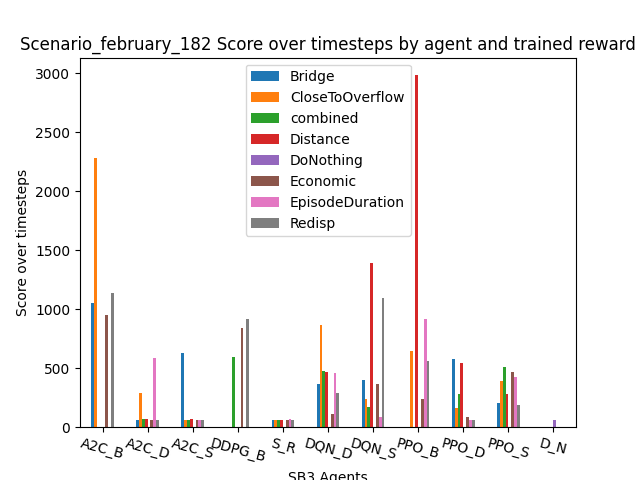 Scenario_february_182 Score over timesteps by agent and trained reward
Score over timesteps
3000
2500
2000
1500
1000
500
0
Bridge
CloseToOverflow
combined
Distance
DoNothing
Economic
EpisodeDuration
Redisp
A2C_B A2C_D A2C_S DDPG_B S_R DQN_D DQN_S PPO_B PPO_D PPO_S D_N
SB3 Agents